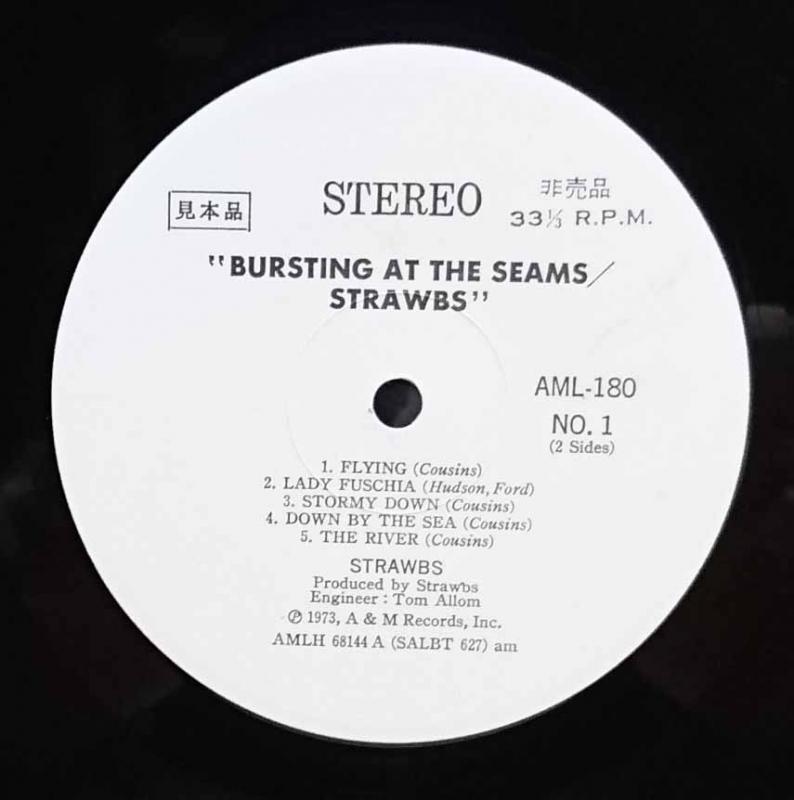 見本品
STEREO
非売品
33⅓ R.P.M.
"BURSTING AT THE SEAMS/
STRAWBS"
AML-180
NO. 1
(2 Sides)
1. FLYING (Cousins)
2. LADY FUSCHIA (Hudson, Ford)
3. STORMY DOWN (Cousins)
4. DOWN BY THE SEA (Cousins)
5. THE RIVER (Cousins)
STRAWBS
Produced by Strawbs
Engineer : Tom Allom
℗ 1973, A & M Records, Inc.
AMLH 68144 A (SALBT 627) am